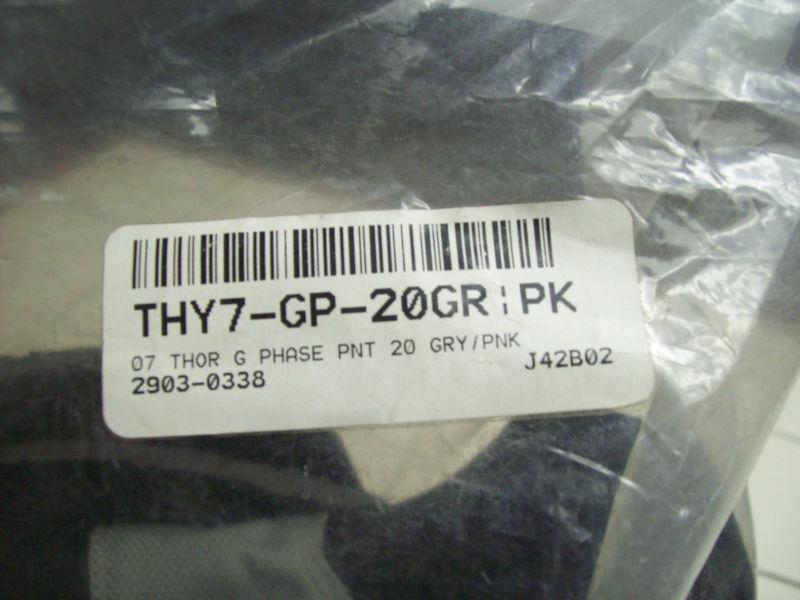 THY7-GP-20GR¦PK
07 THOR G PHASE PNT 20 GRY/PNK
2903-0338 J42B02